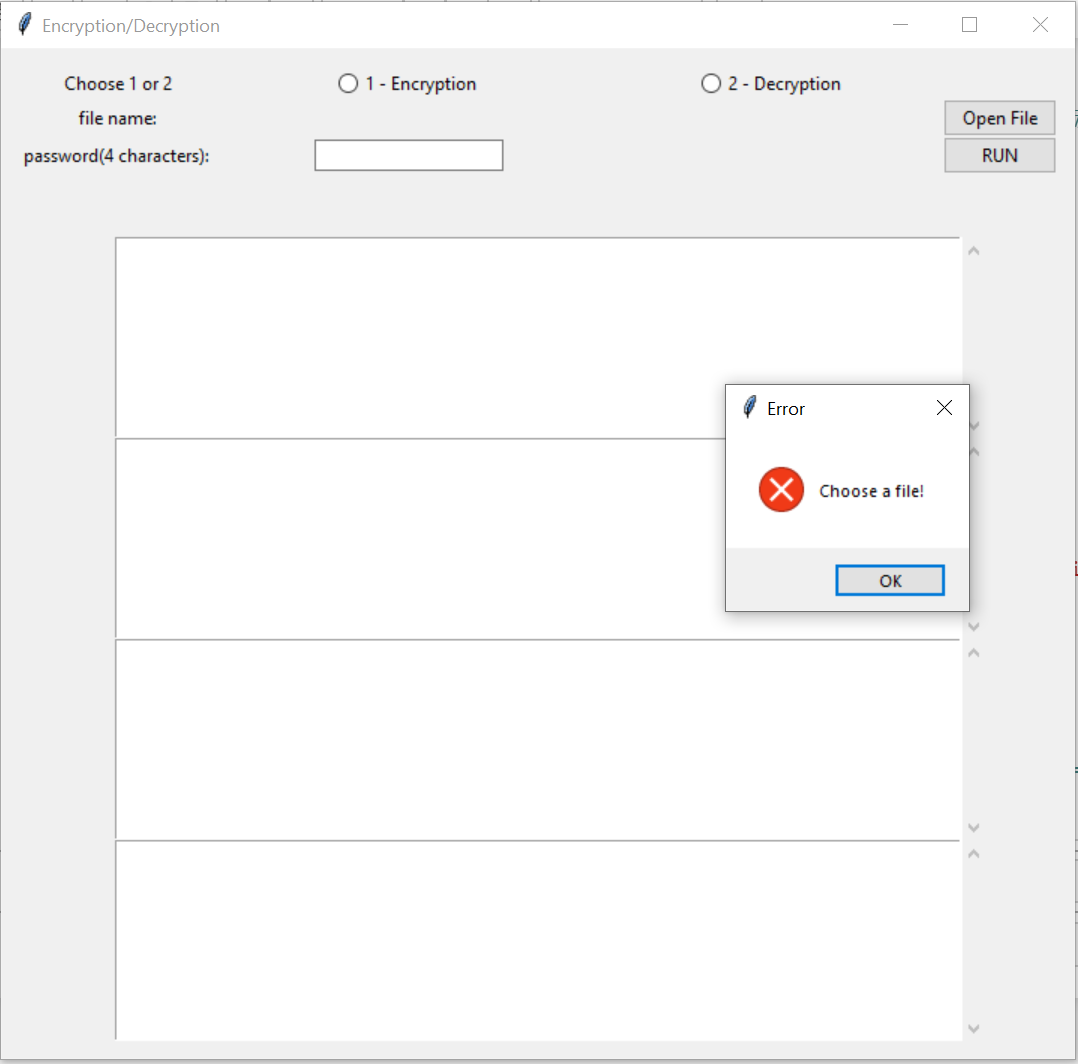 Encryption/Decryption
Choose 1 or 2
1 - Encryption
2 - Decryption
file name:
Open File
password(4 characters):
RUN
Error
Choose a file!
OK